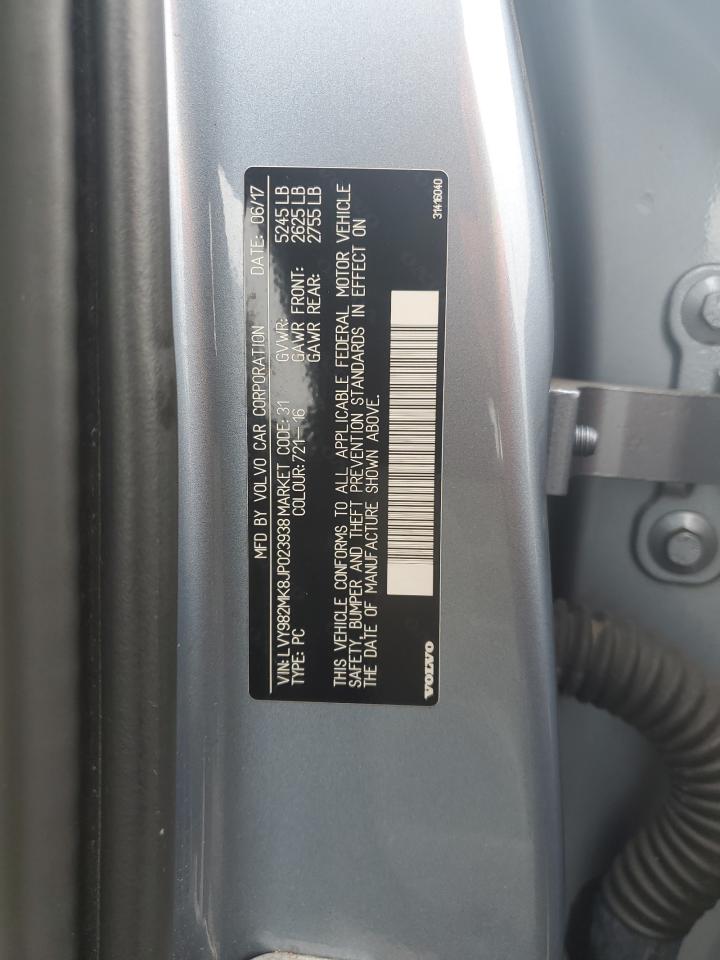 MFD BY VOLVO CAR CORPORATION DATE: 06/17
VIN: LVY982MK8JP023938 MARKET CODE: 31 GVWR: 5245 LB
TYPE: PC COLOUR: 721-16 GAWR FRONT: 2625 LB
GAWR REAR: 2755 LB
THIS VEHICLE CONFORMS TO ALL APPLICABLE FEDERAL MOTOR VEHICLE
SAFETY, BUMPER AND THEFT PREVENTION STANDARDS IN EFFECT ON
THE DATE OF MANUFACTURE SHOWN ABOVE.
VOLVO 31416040